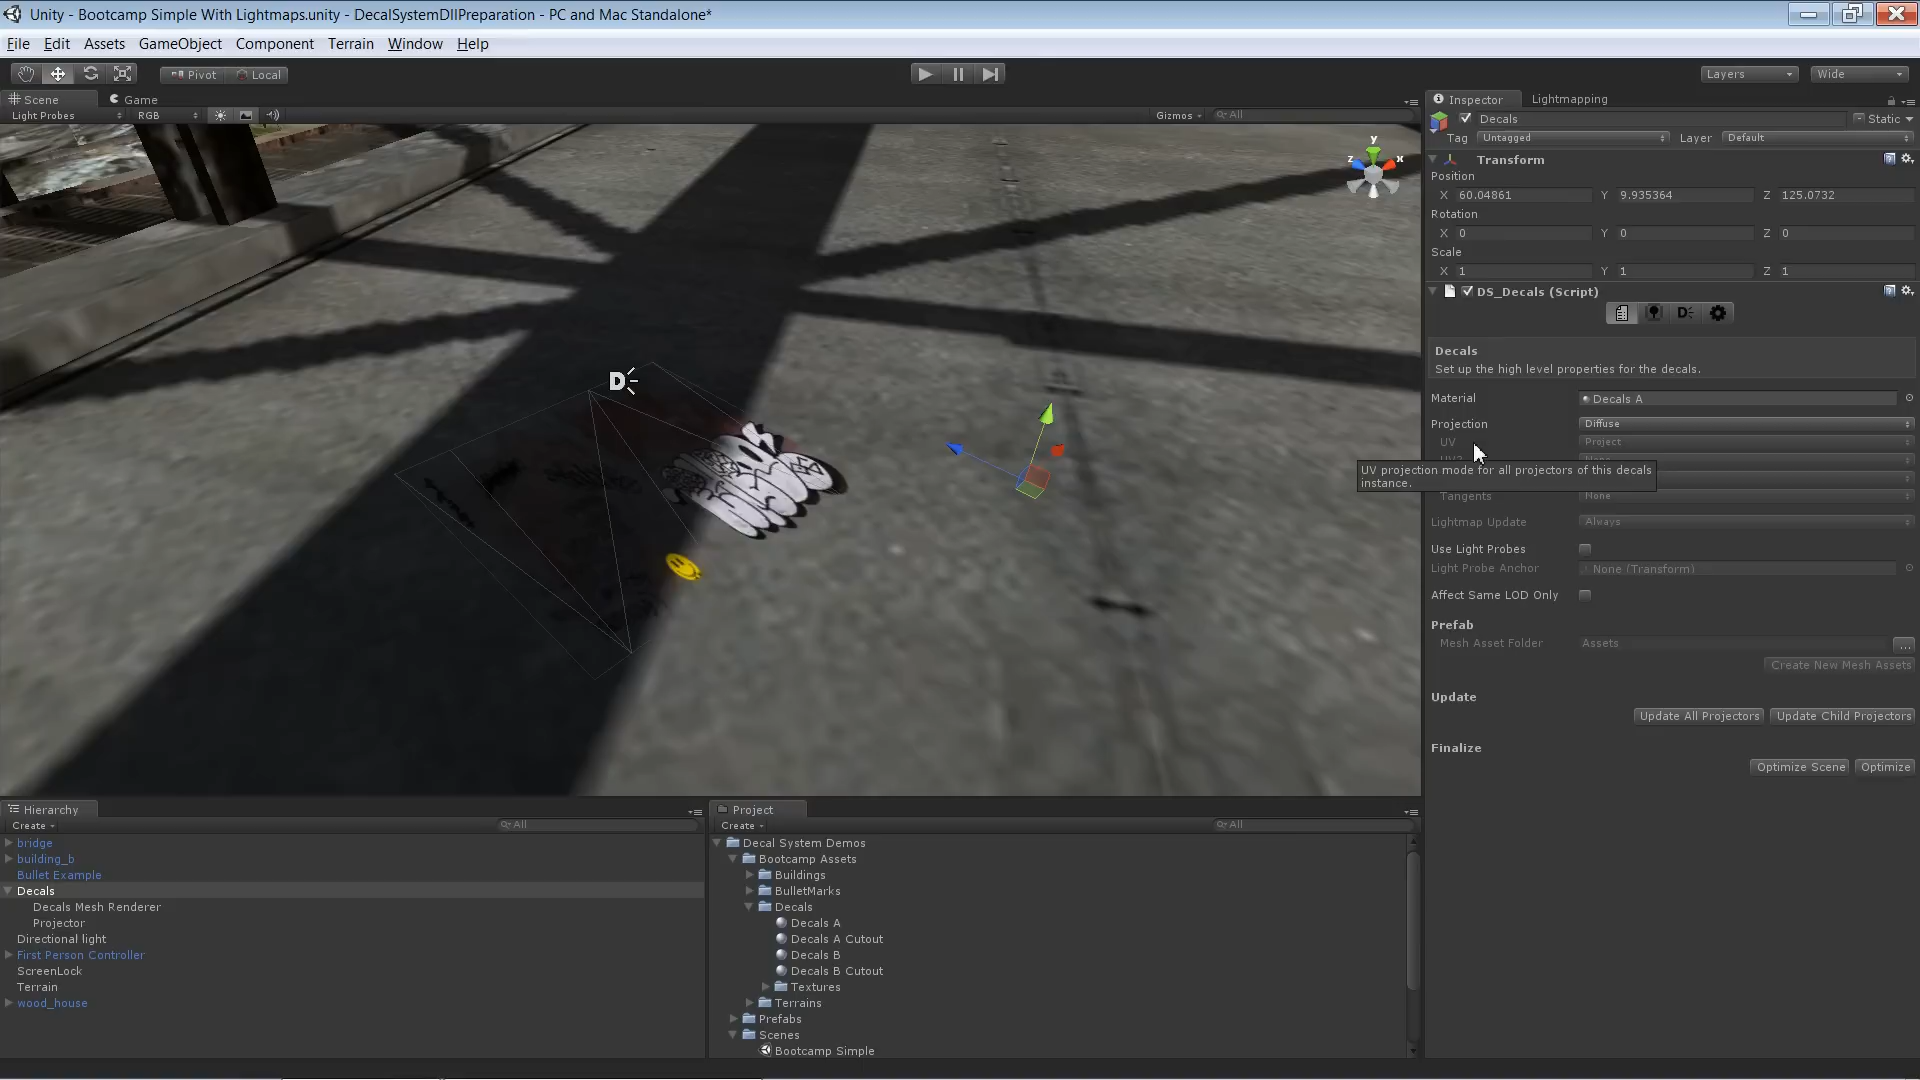 Unity - Bootcamp Simple With Lightmaps.unity - DecalSystemDllPreparation - PC and Mac Standalone*
File Edit Assets GameObject Component Terrain Window Help
Pivot Local Layers Wide
Scene Game
Light Probes RGB Gizmos All
y
z x
D
Inspector Lightmapping
Decals Static
Tag Untagged Layer Default
Transform
Position
X 60.04861 Y 9.935364 Z 125.0732
Rotation
X 0 Y 0 Z 0
Scale
X 1 Y 1 Z 1
DS_Decals (Script)
D
Decals
Set up the high level properties for the decals.
Material Decals A
Projection Diffuse
UV Project
UV projection mode for all projectors of this decals
instance.
Tangents None
Lightmap Update Always
Use Light Probes
Light Probe Anchor None (Transform)
Affect Same LOD Only
Prefab
Mesh Asset Folder Assets ...
Create New Mesh Assets
Update
Update All Projectors Update Child Projectors
Finalize
Optimize Scene Optimize
Hierarchy
Create All
bridge
building_b
Bullet Example
Decals
Decals Mesh Renderer
Projector
Directional light
First Person Controller
ScreenLock
Terrain
wood_house
Project
Create All
Decal System Demos
Bootcamp Assets
Buildings
BulletMarks
Decals
Decals A
Decals A Cutout
Decals B
Decals B Cutout
Textures
Terrains
Prefabs
Scenes
Bootcamp Simple